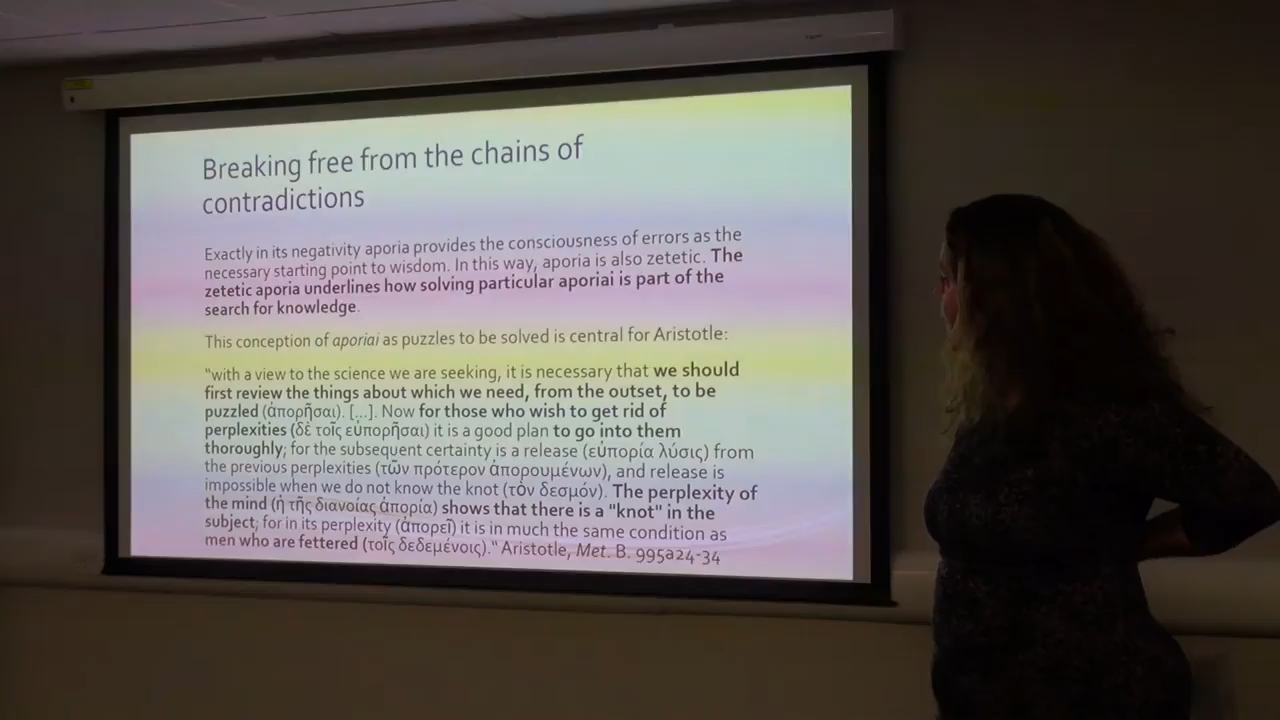 Breaking free from the chains of
contradictions
Exactly in its negativity aporia provides the consciousness of errors as the
necessary starting point to wisdom. In this way, aporia is also zetetic. The
zetetic aporia underlines how solving particular aporiai is part of the
search for knowledge.
This conception of aporiai as puzzles to be solved is central for Aristotle:
"with a view to the science we are seeking, it is necessary that we should
first review the things about which we need, from the outset, to be
puzzled (ἀπορῆσαι). [...]. Now for those who wish to get rid of
perplexities (δὲ τοῖς εὐπορῆσαι) it is a good plan to go into them
thoroughly; for the subsequent certainty is a release (εὐπορία λύσις) from
the previous perplexities (τῶν πρότερον ἀπορουμένων), and release is
impossible when we do not know the knot (τὸν δεσμόν). The perplexity of
the mind (ἡ τῆς διανοίας ἀπορία) shows that there is a "knot" in the
subject; for in its perplexity (ἀπορεῖ) it is in much the same condition as
men who are fettered (τοῖς δεδεμένοις)." Aristotle, Met. B. 995a24-34